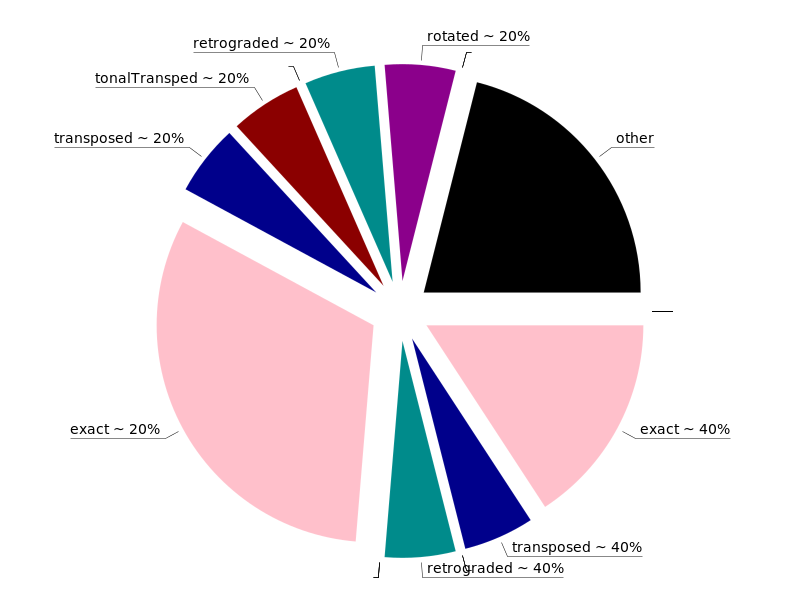 rotated ~ 20%
retrograded ~ 20%
tonalTransped ~ 20%
transposed ~ 20%
other
exact ~ 20%
exact ~ 40%
transposed ~ 40%
retrograded ~ 40%